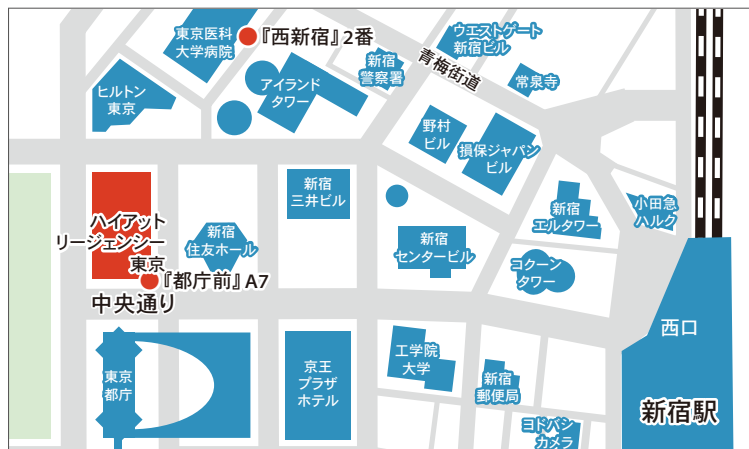 東京医科
大学病院
『西新宿』2番
ウエストゲート
新宿ビル
青梅街道
新宿
警察署
常泉寺
ヒルトン
東京
アイランド
タワー
野村
ビル
損保ジャパン
ビル
新宿
三井ビル
ハイアット
リージェンシー
東京
新宿
住友ホール
新宿
センタービル
新宿
エルタワー
小田急
ハルク
コクーン
タワー
『都庁前』A7
中央通り
西口
新宿駅
東京
都庁
京王
プラザ
ホテル
工学院
大学
新宿
郵便局
ヨドバシ
カメラ